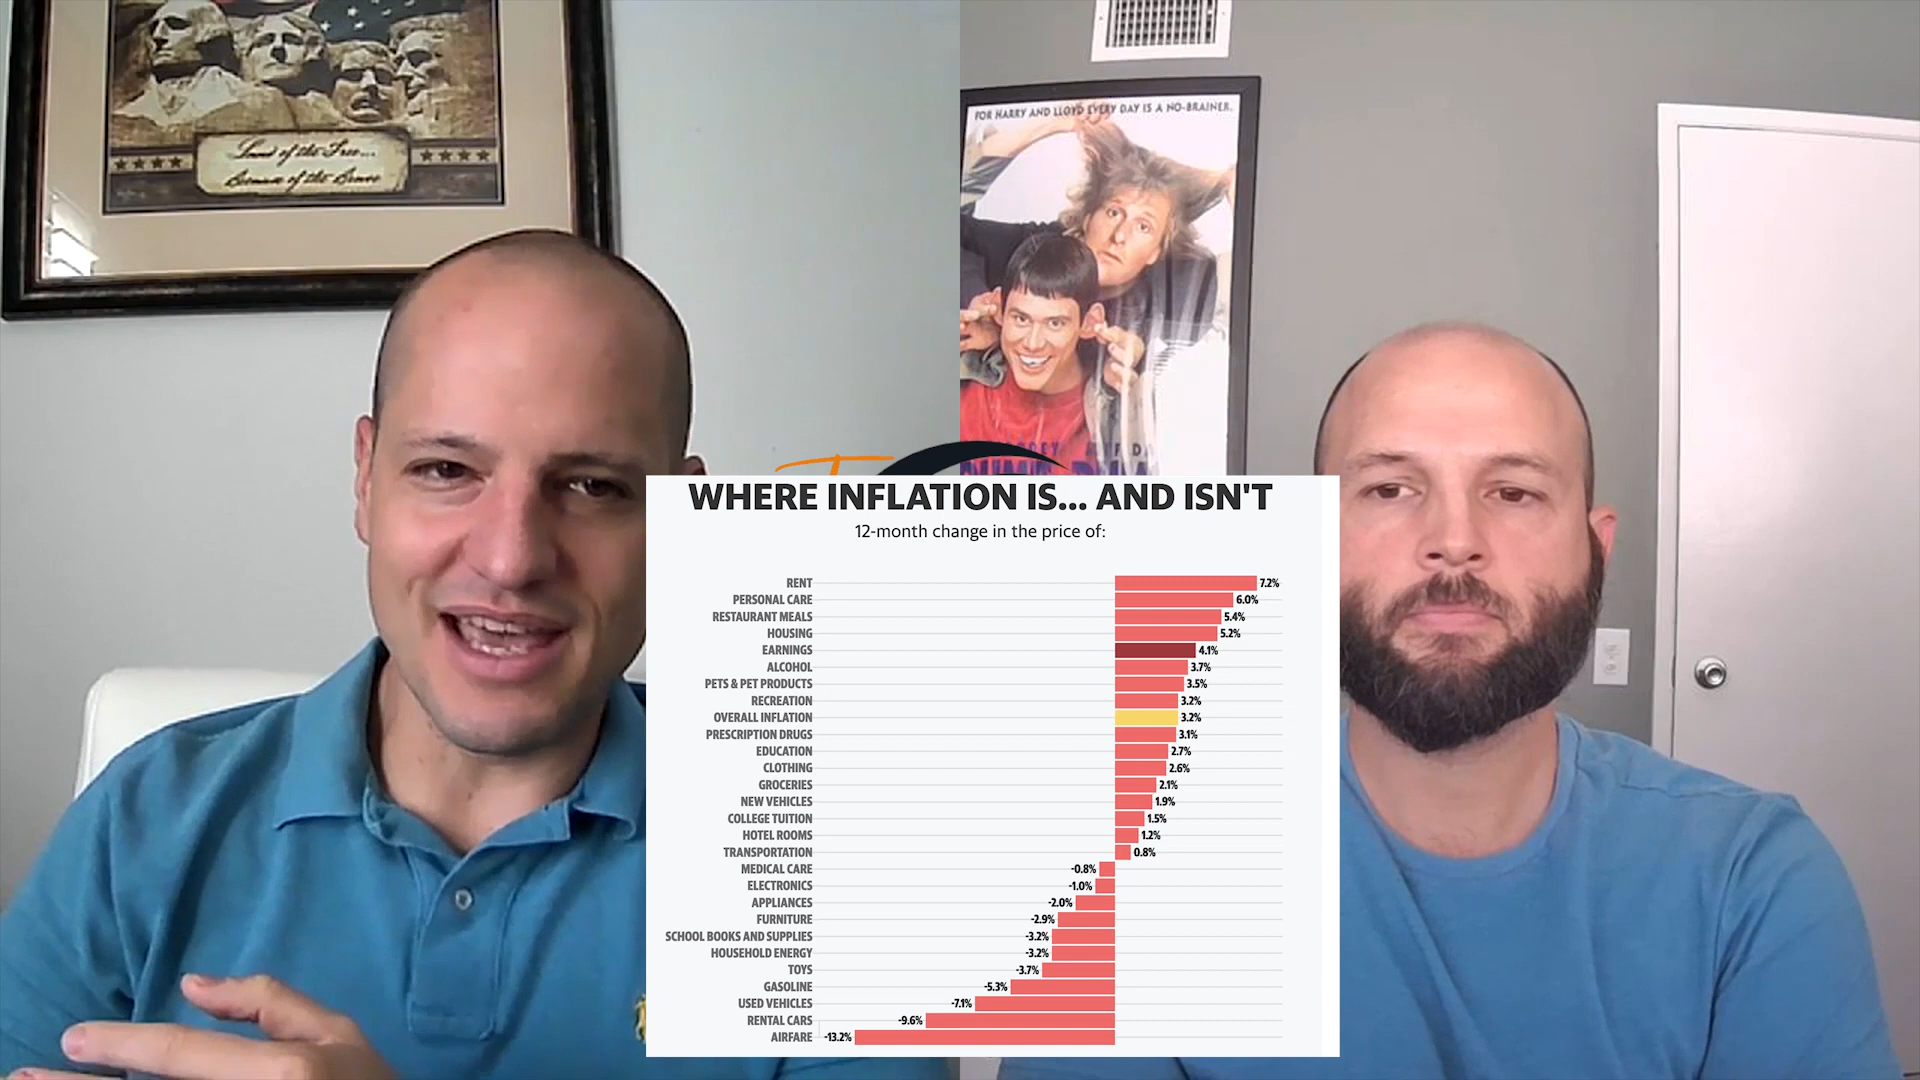 Land of the Free...
Because of the Brave
FOR HARRY AND LLOYD EVERY DAY IS A NO-BRAINER.
WHERE INFLATION IS... AND ISN'T
12-month change in the price of:
RENT 7.2%
PERSONAL CARE 6.0%
RESTAURANT MEALS 5.4%
HOUSING 5.2%
EARNINGS 4.1%
ALCOHOL 3.7%
PETS & PET PRODUCTS 3.5%
RECREATION 3.2%
OVERALL INFLATION 3.2%
PRESCRIPTION DRUGS 3.1%
EDUCATION 2.7%
CLOTHING 2.6%
GROCERIES 2.1%
NEW VEHICLES 1.9%
COLLEGE TUITION 1.5%
HOTEL ROOMS 1.2%
TRANSPORTATION 0.8%
MEDICAL CARE -0.8%
ELECTRONICS -1.0%
APPLIANCES -2.0%
FURNITURE -2.9%
SCHOOL BOOKS AND SUPPLIES -3.2%
HOUSEHOLD ENERGY -3.2%
TOYS -3.7%
GASOLINE -5.3%
USED VEHICLES -7.1%
RENTAL CARS -9.6%
AIRFARE -13.2%